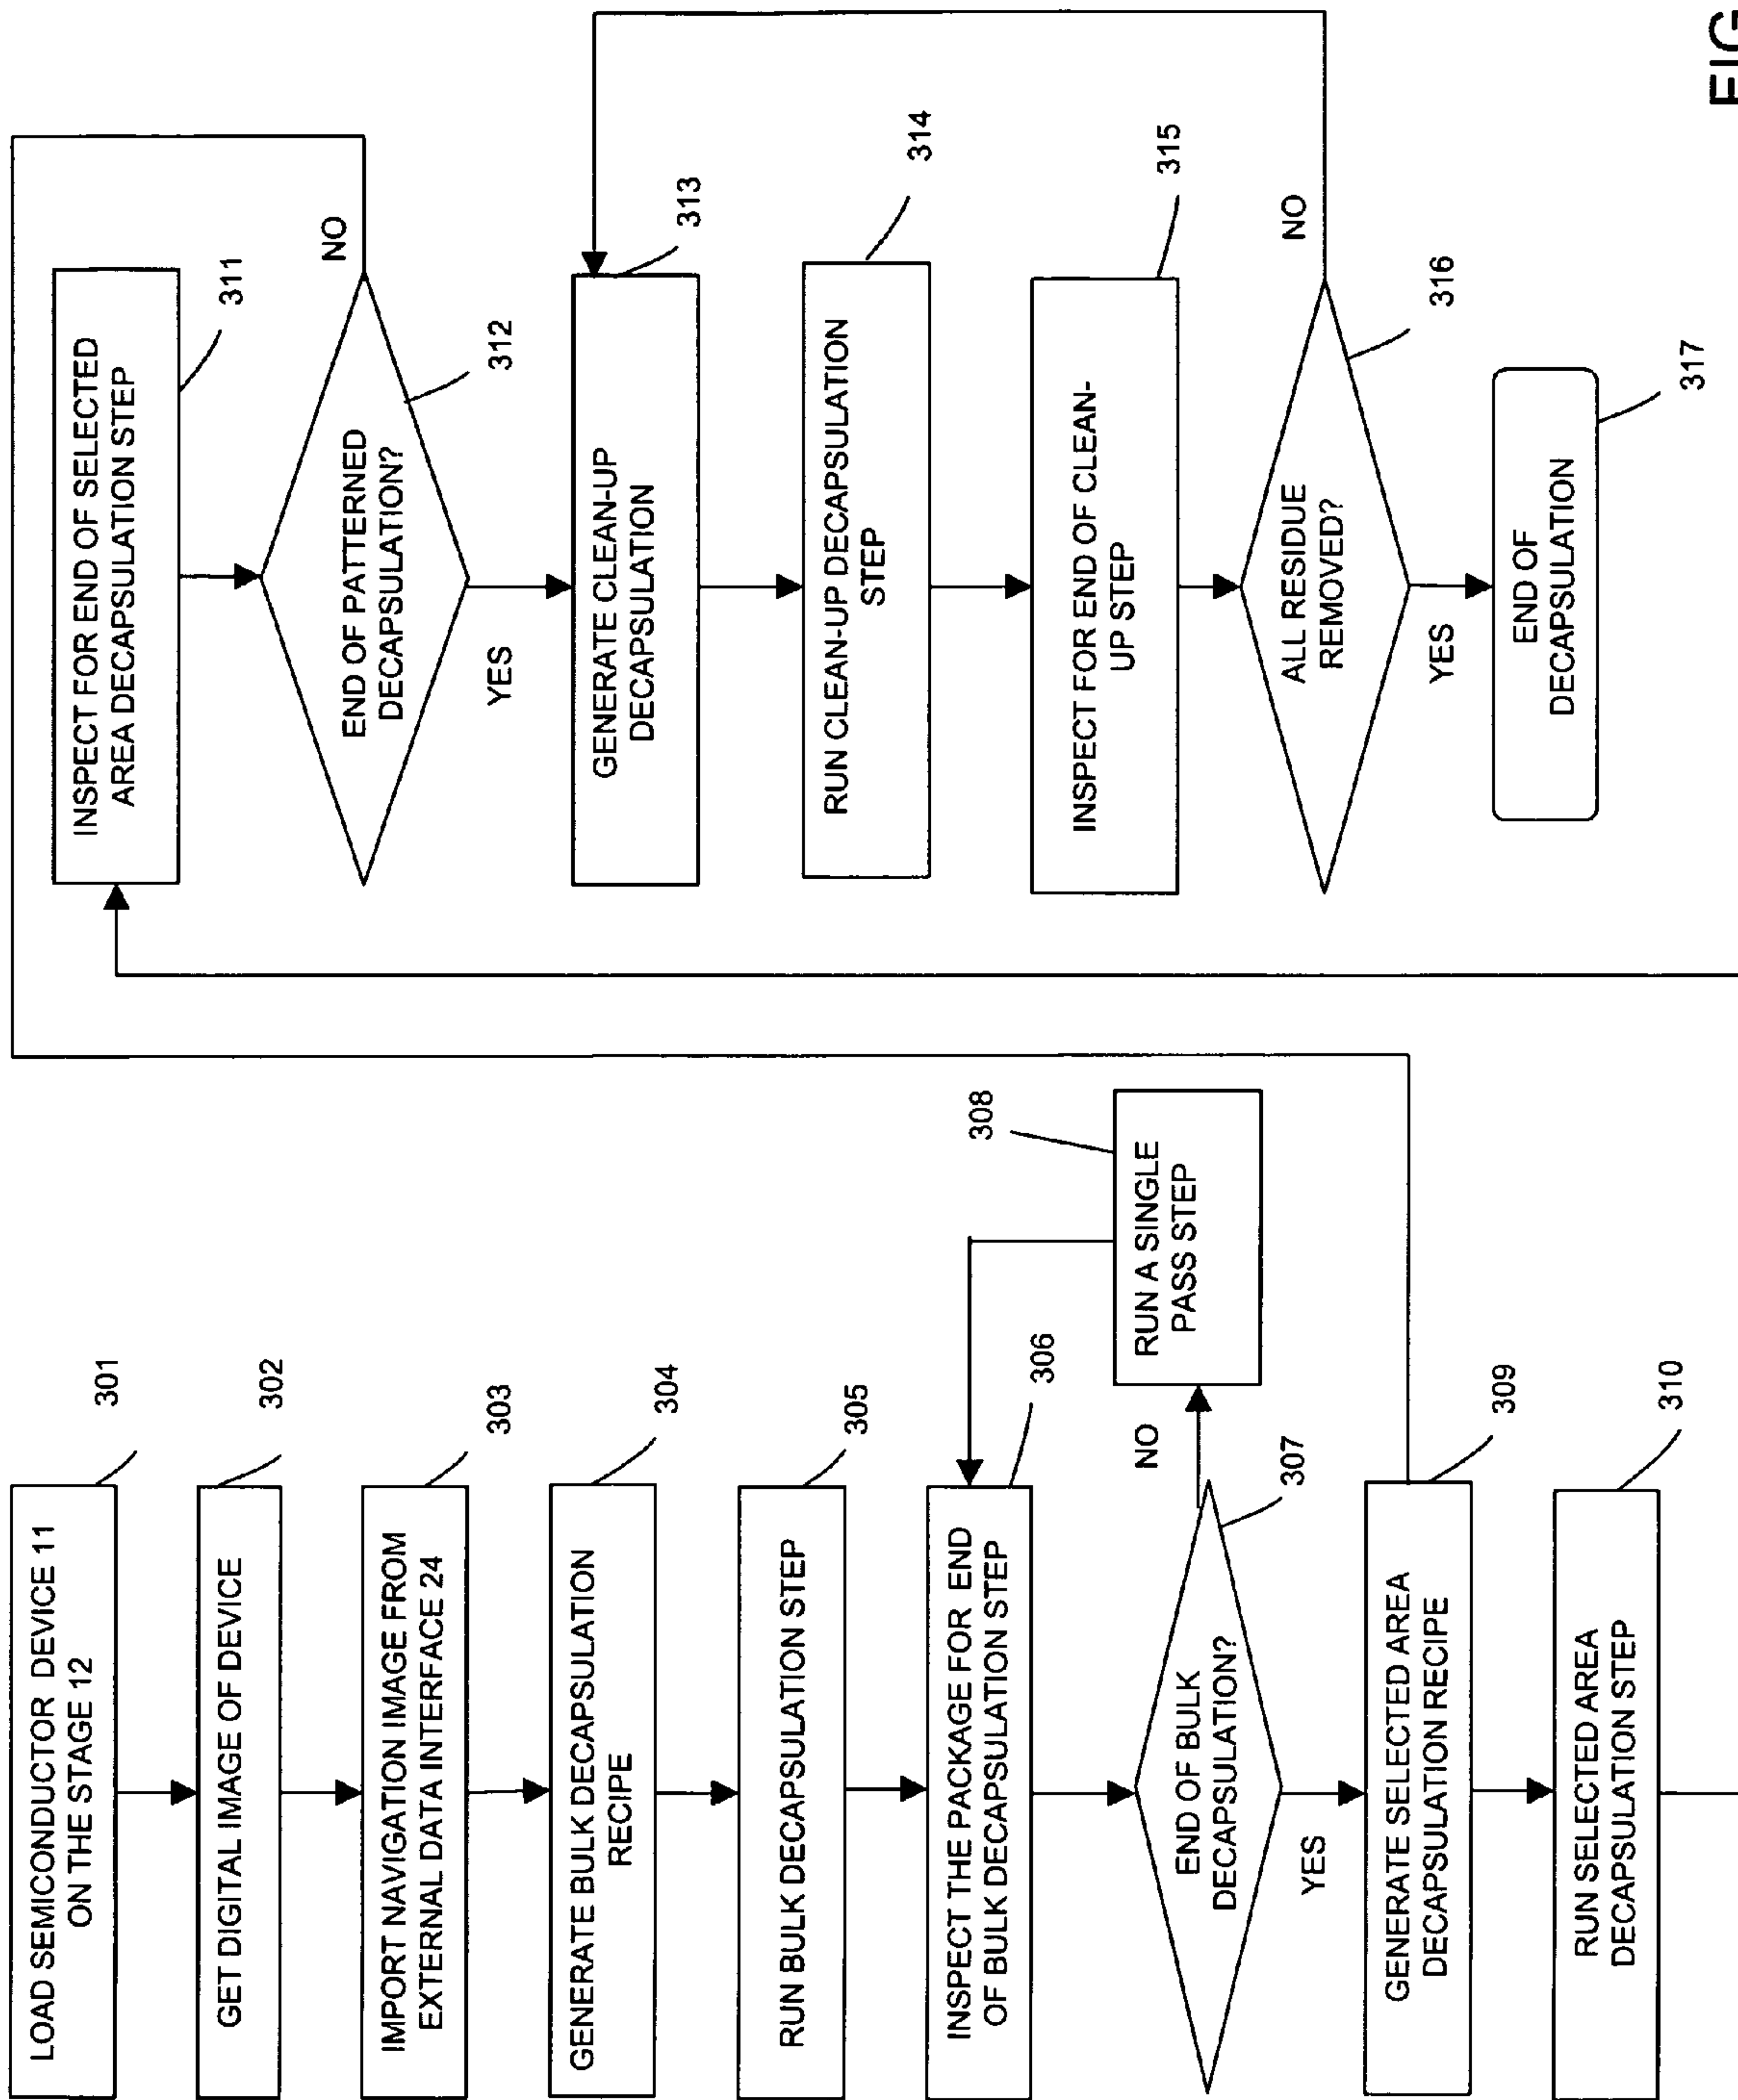 LOAD SEMICONDUCTOR DEVICE 11
ON THE STAGE 12
301
GET DIGITAL IMAGE OF DEVICE
302
IMPORT NAVIGATION IMAGE FROM
EXTERNAL DATA INTERFACE 24
303
GENERATE BULK DECAPSULATION
RECIPE
304
RUN BULK DECAPSULATION STEP
305
INSPECT THE PACKAGE FOR END
OF BULK DECAPSULATION STEP
306
END OF BULK
DECAPSULATION?
307
NO
RUN A SINGLE
PASS STEP
308
YES
GENERATE SELECTED AREA
DECAPSULATION RECIPE
309
RUN SELECTED AREA
DECAPSULATION STEP
310
INSPECT FOR END OF SELECTED
AREA DECAPSULATION STEP
311
END OF PATTERNED
DECAPSULATION?
312
NO
YES
GENERATE CLEAN-UP
DECAPSULATION
313
RUN CLEAN-UP DECAPSULATION
STEP
314
INSPECT FOR END OF CLEAN-
UP STEP
315
ALL RESIDUE
REMOVED?
316
NO
YES
END OF
DECAPSULATION
317
FIG